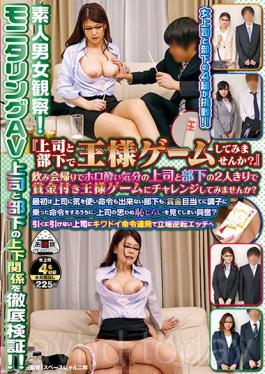 素人男女観察!
モニタリングAV
上司と部下の上下関係を徹底検証!!
女上司と部下の4組が挑戦!!
『上司と部下で王様ゲームしてみませんか?』
飲み会帰りでホロ酔い気分の上司と部下の2人きりで
賞金付き王様ゲームにチャレンジしてみませんか?
最初は上司に気を使い命令も出来ない部下も、賞金目当てに調子に
乗った命令をするうちに上司の思わぬ恥じらいを見てしまい興奮?
引くに引けない上司にキワドイ命令連発で立場逆転エッチへ
225分